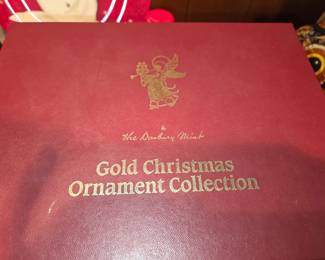 The Danbury Mint
Gold Christmas
Ornament Collection